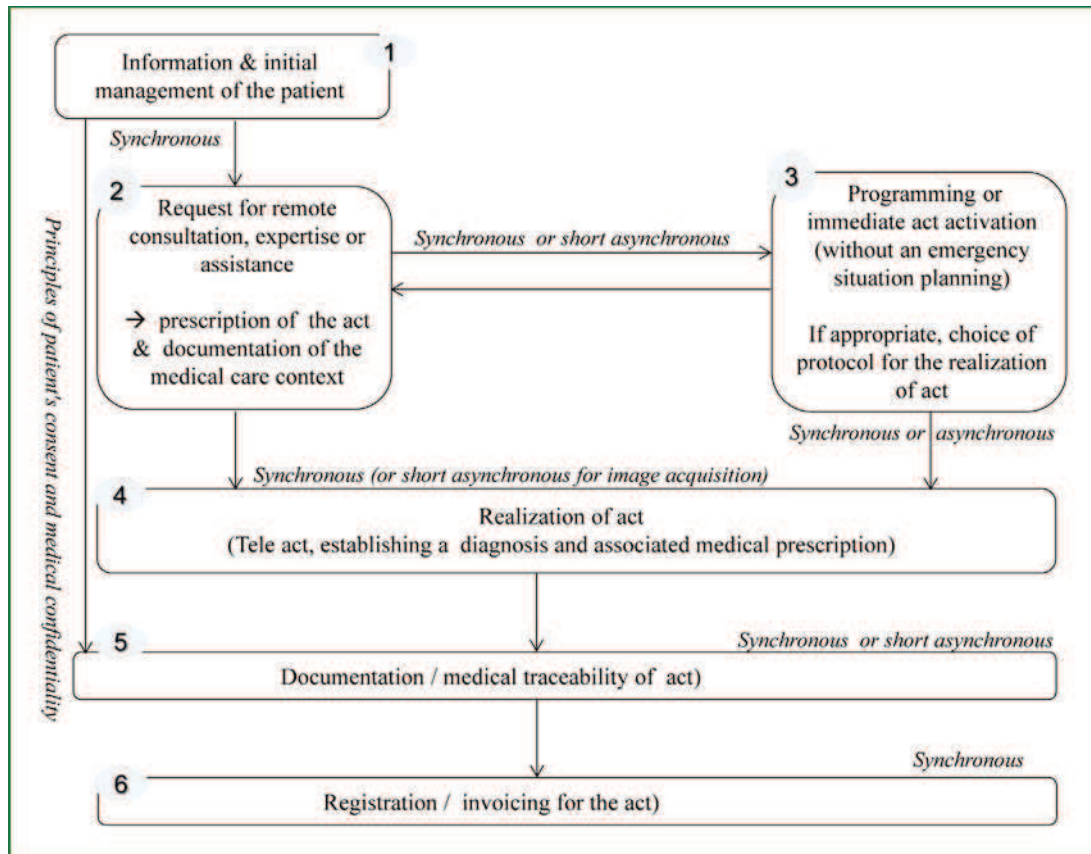 1
Information & initial
management of the patient
Synchronous
2
Request for remote
consultation, expertise or
assistance
→ prescription of the act
& documentation of the
medical care context
Synchronous or short asynchronous
3
Programming or
immediate act activation
(without an emergency
situation planning)
If appropriate, choice of
protocol for the realization
of act
Synchronous or asynchronous
Principles of patient's consent and medical confidentiality
Synchronous (or short asynchronous for image acquisition)
4
Realization of act
(Tele act, establishing a diagnosis and associated medical prescription)
5
Synchronous or short asynchronous
Documentation / medical traceability of act)
Synchronous
6
Registration / invoicing for the act)